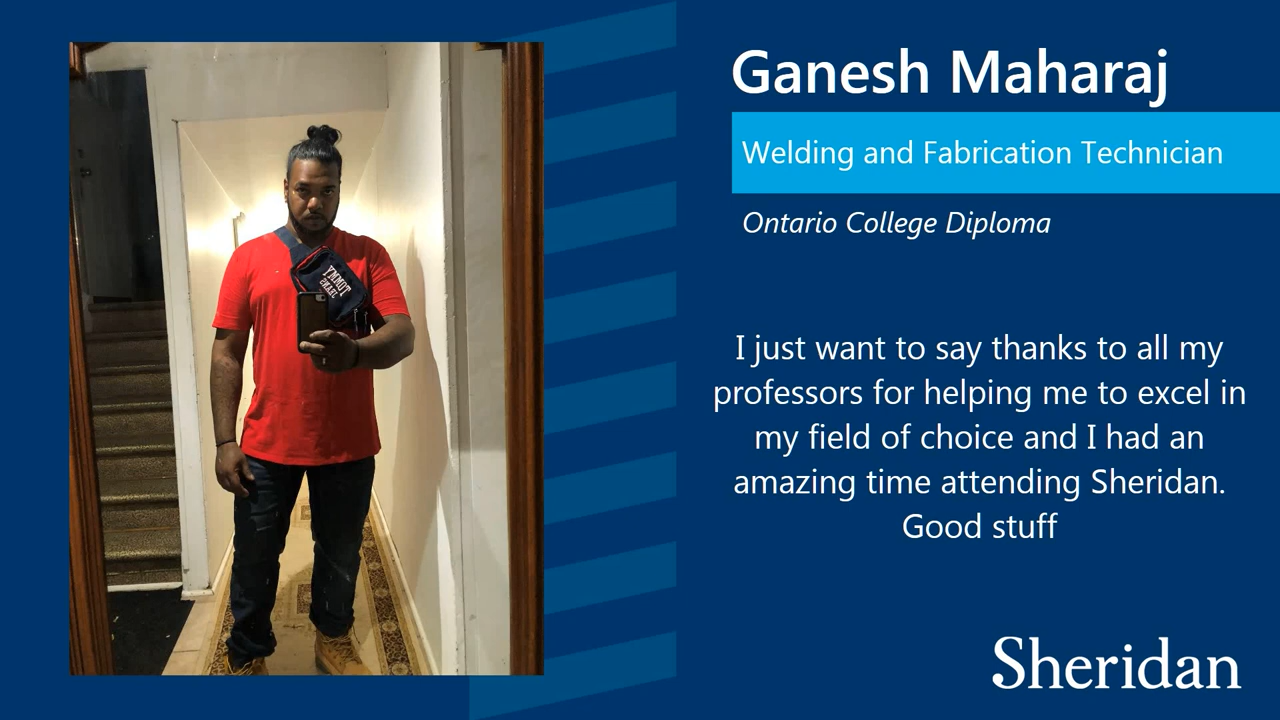 Ganesh Maharaj
Welding and Fabrication Technician
Ontario College Diploma
I just want to say thanks to all my
professors for helping me to excel in
my field of choice and I had an
amazing time attending Sheridan.
Good stuff
Sheridan
TOMMY
JEANS